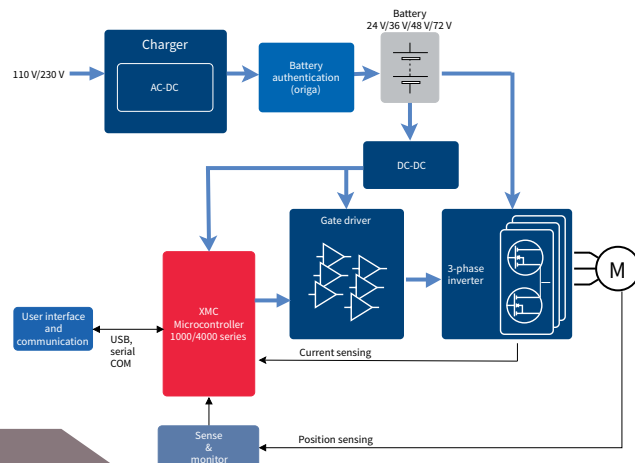 Battery
24 V/36 V/48 V/72 V
Charger
AC-DC
110 V/230 V
Battery
authentication
(origa)
DC-DC
Gate driver
3-phase
inverter
M
XMC
Microcontroller
1000/4000 series
User interface
and
communication
USB,
serial
COM
Current sensing
Position sensing
Sense
&
monitor